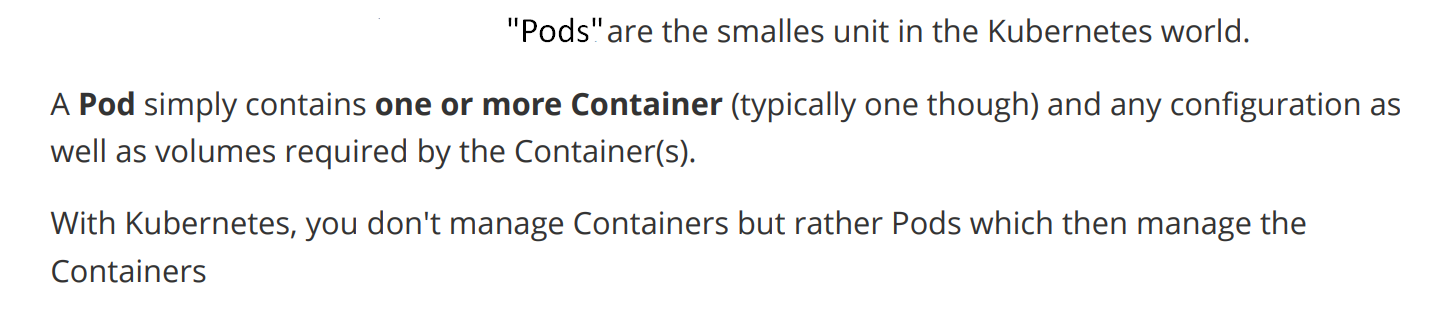 "Pods" are the smalles unit in the Kubernetes world.
A Pod simply contains one or more Container (typically one though) and any configuration as
well as volumes required by the Container(s).
With Kubernetes, you don't manage Containers but rather Pods which then manage the
Containers